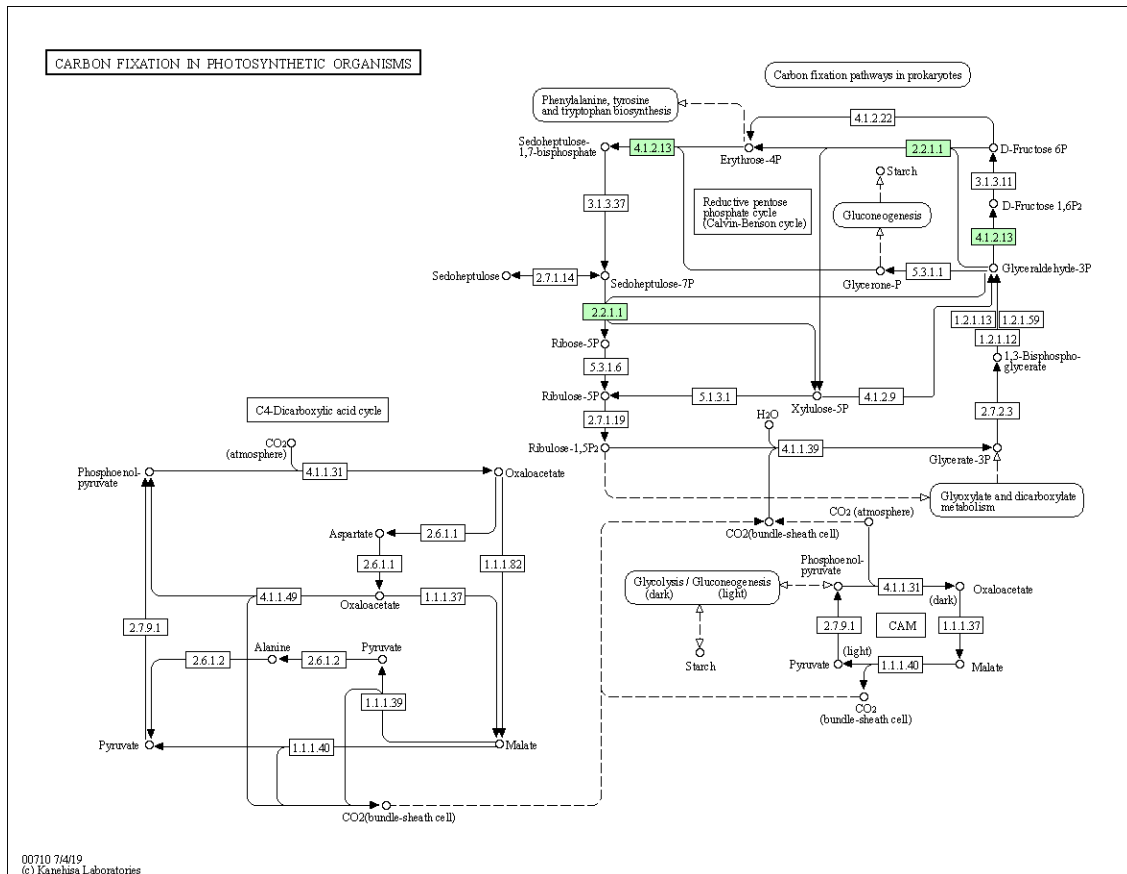 CARBON FIXATION IN PHOTOSYNTHETIC ORGANISMS
Carbon fixation pathways in prokaryotes
Phenylalanine, tyrosine
and tryptophan biosynthesis
4.1.2.22
Sedoheptulose-
1,7-bisphosphate
4.1.2.13
Erythrose-4P
2.2.1.1
D-Fructose 6P
Starch
3.1.3.11
3.1.3.37
Reductive pentose
phosphate cycle
(Calvin-Benson cycle)
Gluconeogenesis
D-Fructose 1,6P2
4.1.2.13
Sedoheptulose
2.7.1.14
Sedoheptulose-7P
Glycerone-P
5.3.1.1
Glyceraldehyde-3P
2.2.1.1
1.2.1.13
1.2.1.59
1.2.1.12
Ribose-5P
1,3-Bisphospho-
glycerate
5.3.1.6
Ribulose-5P
5.1.3.1
Xylulose-5P
4.1.2.9
2.7.2.3
2.7.1.19
H2O
Ribulose-1,5P2
4.1.1.39
Glycerate-3P
Glyoxylate and dicarboxylate
metabolism
C4-Dicarboxylic acid cycle
CO2
(atmosphere)
Phosphoenol-
pyruvate
4.1.1.31
Oxaloacetate
Aspartate
2.6.1.1
2.6.1.1
1.1.1.82
4.1.1.49
Oxaloacetate
1.1.1.37
2.7.9.1
Alanine
Pyruvate
2.6.1.2
2.6.1.2
1.1.1.39
Pyruvate
1.1.1.40
Malate
CO2(bundle-sheath cell)
CO2(bundle-sheath cell)
CO2 (atmosphere)
Phosphoenol-
pyruvate
Glycolysis / Gluconeogenesis
(dark) (light)
4.1.1.31
Oxaloacetate
(dark)
2.7.9.1
CAM
1.1.1.37
Starch
(light)
Pyruvate
1.1.1.40
Malate
CO2
(bundle-sheath cell)
00710 7/4/19
(c) Kanehisa Laboratories